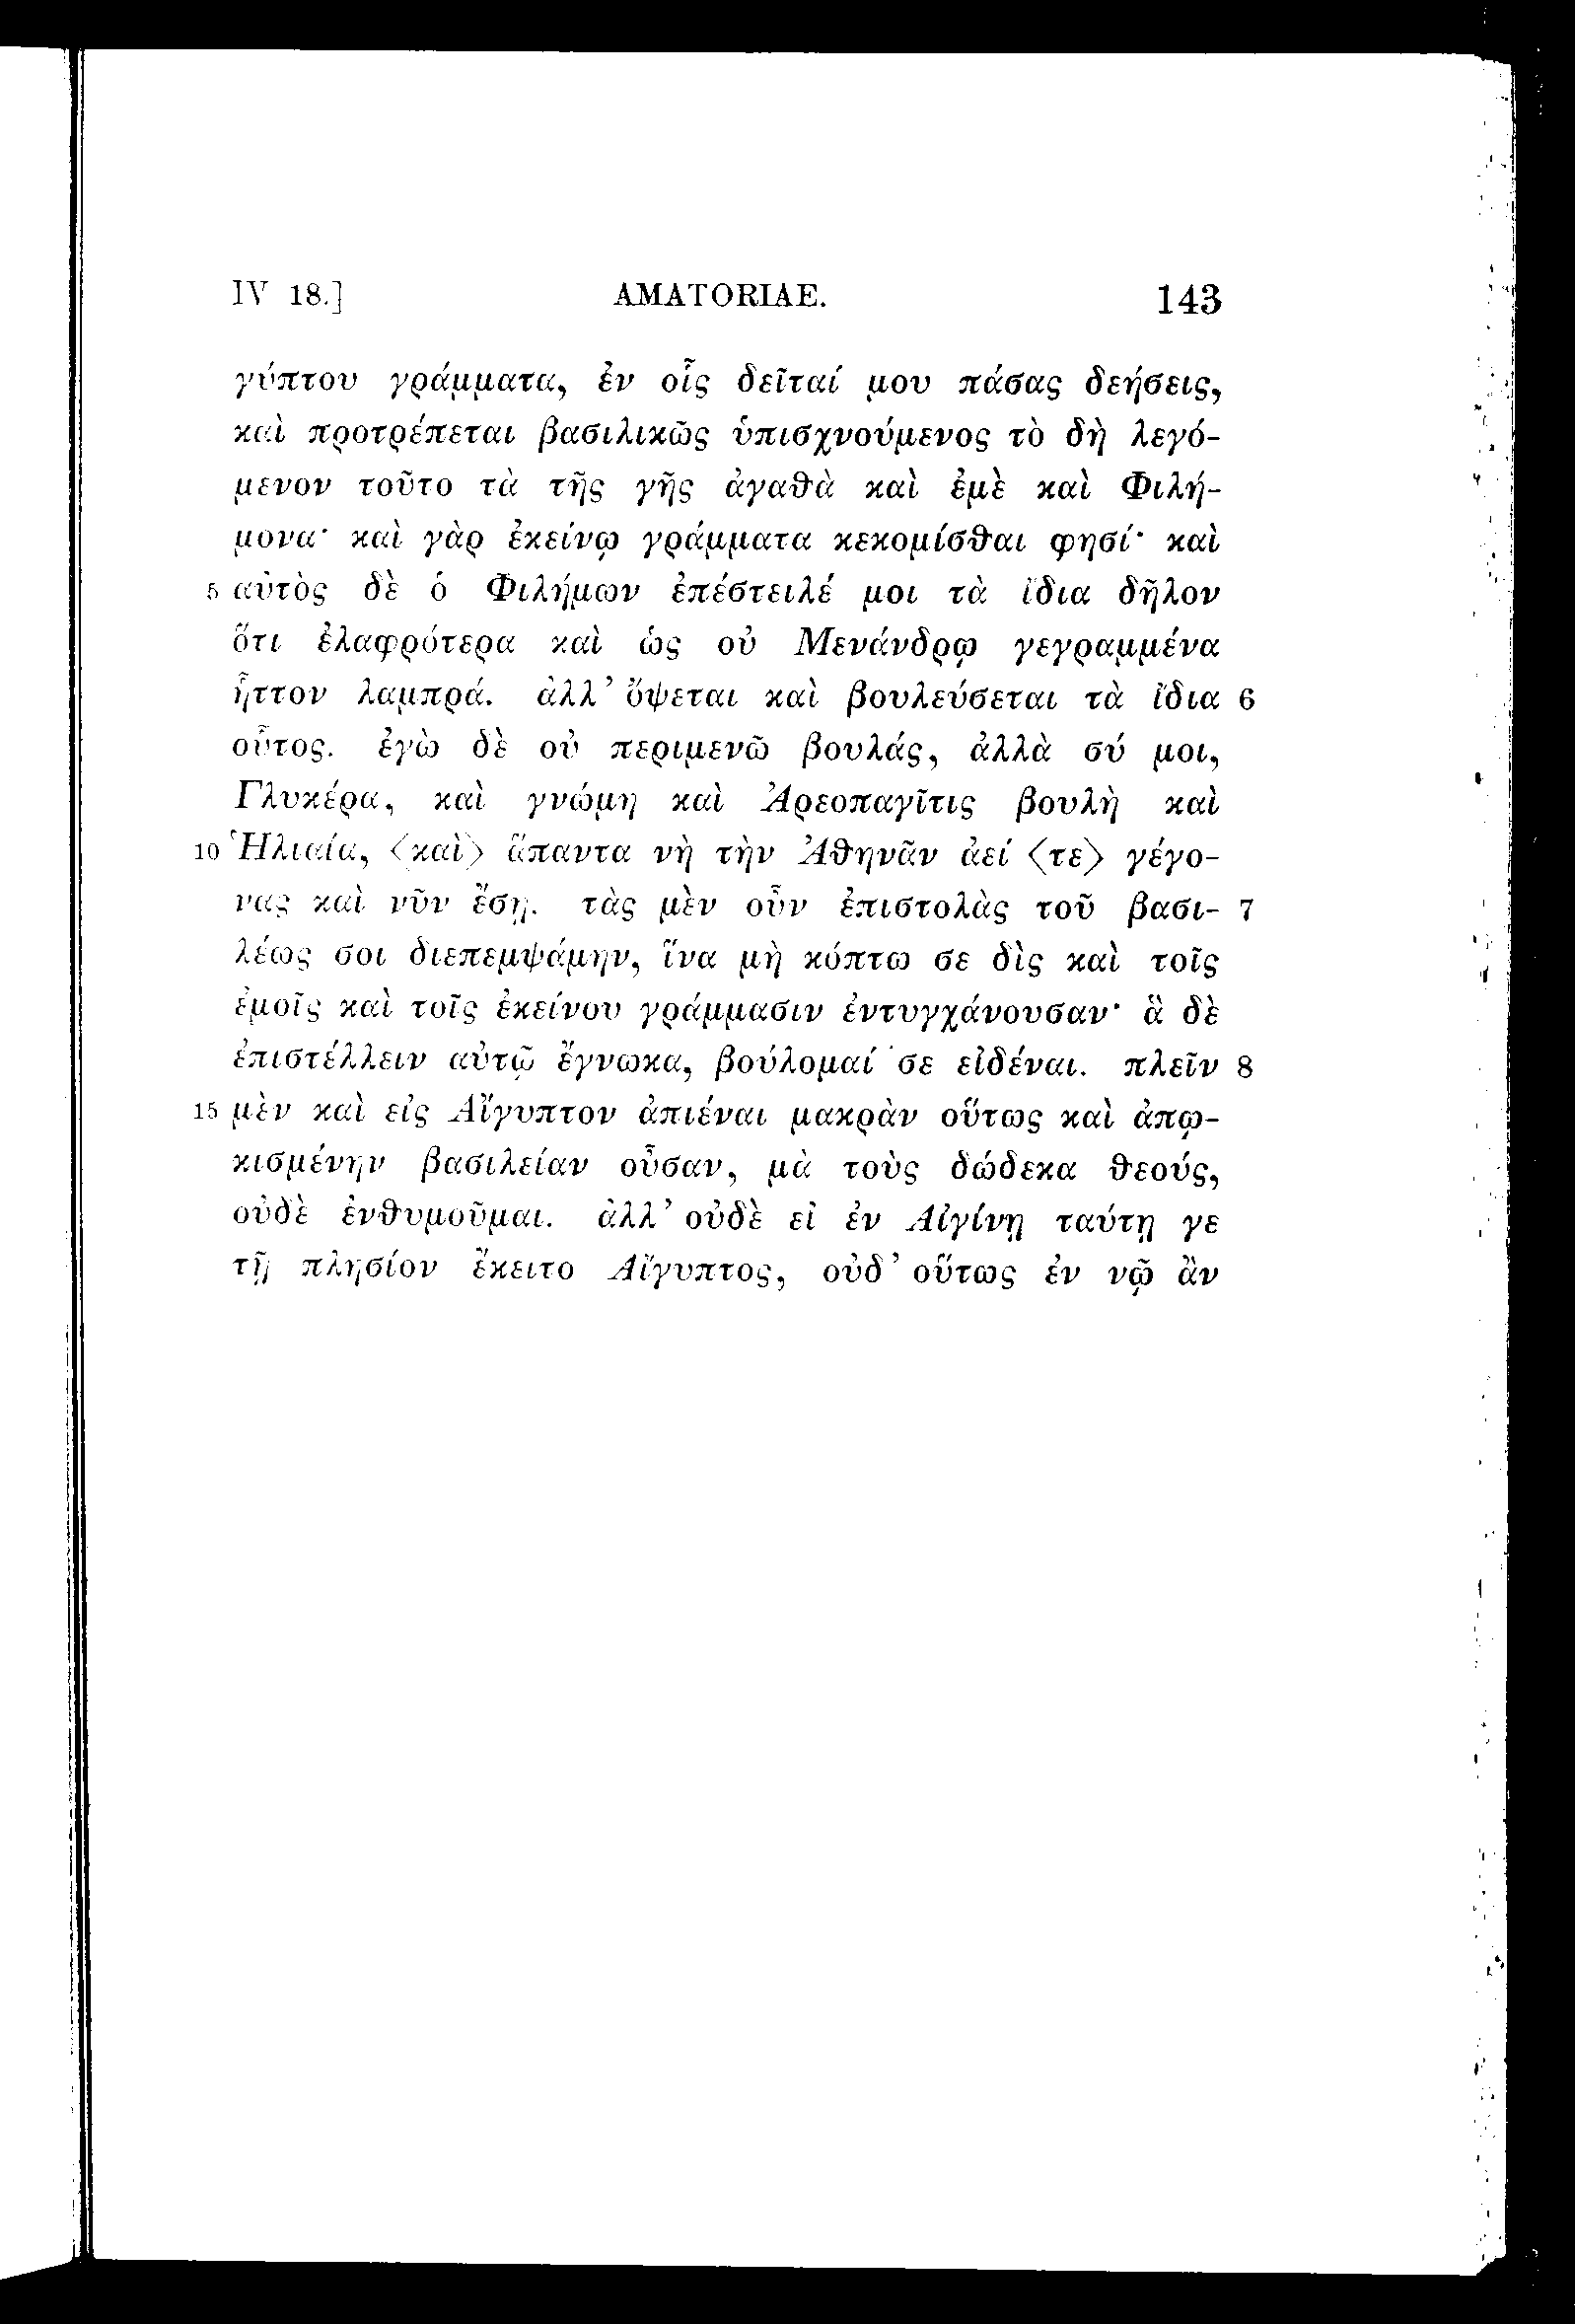 IV 18.] AMATORIAE. 143
γύπτου γράμματα, ἐν οἷς δεῖταί μου πάσας δεήσεις,
καὶ προτρέπεται βασιλικῶς ὑπισχνούμενος τὸ δὴ λεγό-
μενον τοῦτο τὰ τῆς γῆς ἀγαθὰ καὶ ἐμὲ καὶ Φιλή-
μονα· καὶ γὰρ ἐκείνῳ γράμματα κεκομίσθαι φησί· καὶ
5 αὐτὸς δὲ ὁ Φιλήμων ἐπέστειλέ μοι τὰ ἴδια δῆλον
ὅτι ἐλαφρότερα καὶ ὡς οὐ Μενάνδρῳ γεγραμμένα
ἧττον λαμπρά. ἀλλ’ ὄψεται καὶ βουλεύσεται τὰ ἴδια 6
οὗτος. ἐγὼ δὲ οὐ περιμενῶ βουλάς, ἀλλὰ σύ μοι,
Γλυκέρα, καὶ γνώμη καὶ Ἀρεοπαγῖτις βουλὴ καὶ
10 Ἡλιαία, 〈καὶ〉 ἅπαντα νὴ τὴν Ἀθηνᾶν ἀεί 〈τε〉 γέγο-
νας καὶ νῦν ἔσῃ. τὰς μὲν οὖν ἐπιστολὰς τοῦ βασι- 7
λέως σοι διεπεμψάμην, ἵνα μὴ κόπτω σε δὶς καὶ τοῖς
ἐμοῖς καὶ τοῖς ἐκείνου γράμμασιν ἐντυγχάνουσαν· ἃ δὲ
ἐπιστέλλειν αὐτῷ ἔγνωκα, βούλομαί σε εἰδέναι. πλεῖν 8
15 μὲν καὶ εἰς Αἴγυπτον ἀπιέναι μακρὰν οὕτως καὶ ἀπῳ-
κισμένην βασιλείαν οὖσαν, μὰ τοὺς δώδεκα θεούς,
οὐδὲ ἐνθυμοῦμαι. ἀλλ’ οὐδὲ εἰ ἐν Αἰγίνῃ ταύτῃ γε
τῇ πλησίον ἔκειτο Αἴγυπτος, οὐδ’ οὕτως ἐν νῷ ἂν